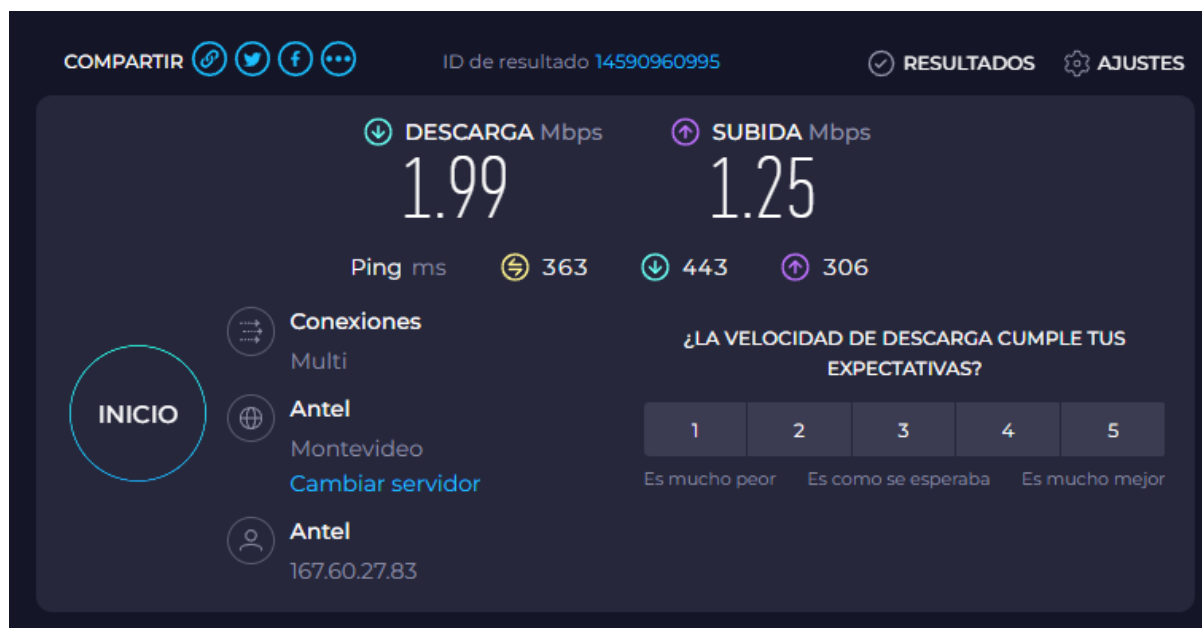 COMPARTIR ID de resultado 14590960995 RESULTADOS AJUSTES
DESCARGA Mbps SUBIDA Mbps
1.99 1.25
Ping ms 363 443 306
Conexiones
Multi
INICIO
Antel
Montevideo
Cambiar servidor
Antel
167.60.27.83
¿LA VELOCIDAD DE DESCARGA CUMPLE TUS
EXPECTATIVAS?
1 2 3 4 5
Es mucho peor Es como se esperaba Es mucho mejor